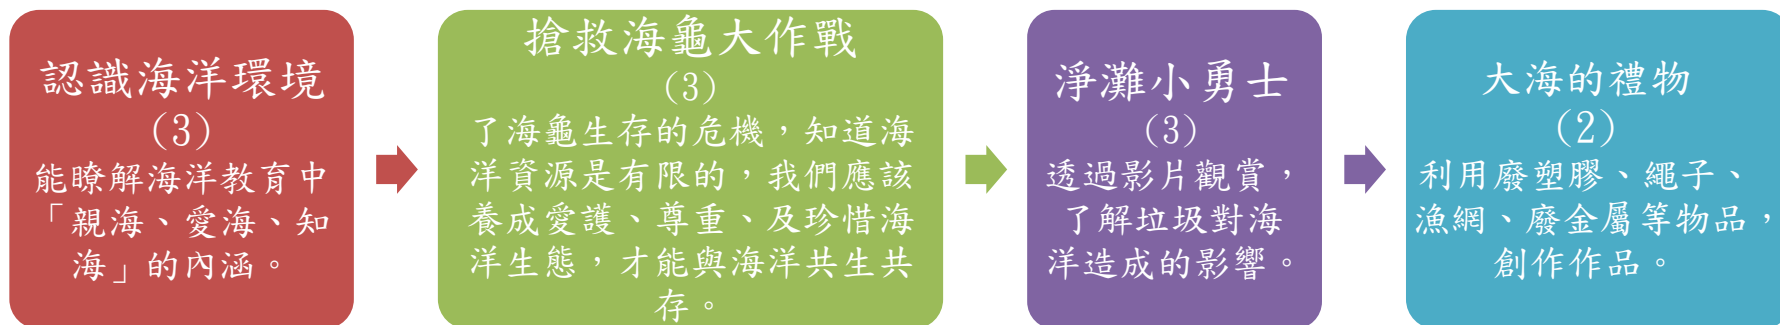 認識海洋環境
(3)
能瞭解海洋教育中
「親海、愛海、知
海」的內涵。
搶救海龜大作戰
(3)
了海龜生存的危機，知道海
洋資源是有限的，我們應該
養成愛護、尊重、及珍惜海
洋生態，才能與海洋共生共
存。
淨灘小勇士
(3)
透過影片觀賞，
了解垃圾對海
洋造成的影響。
大海的禮物
(2)
利用廢塑膠、繩子、
漁網、廢金屬等物品，
創作作品。